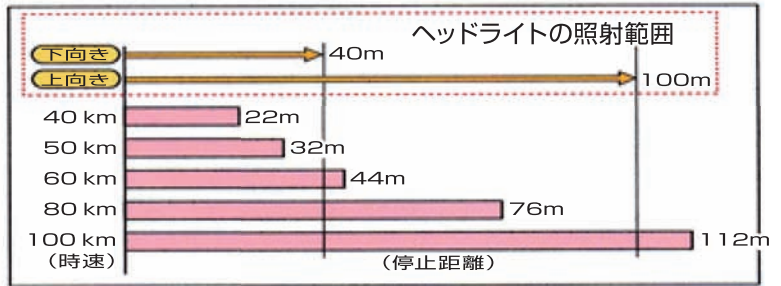 ヘッドライトの照射範囲
下向き 40m
上向き 100m
40 km 22m
50 km 32m
60 km 44m
80 km 76m
100 km 112m
(時速) (停止距離)